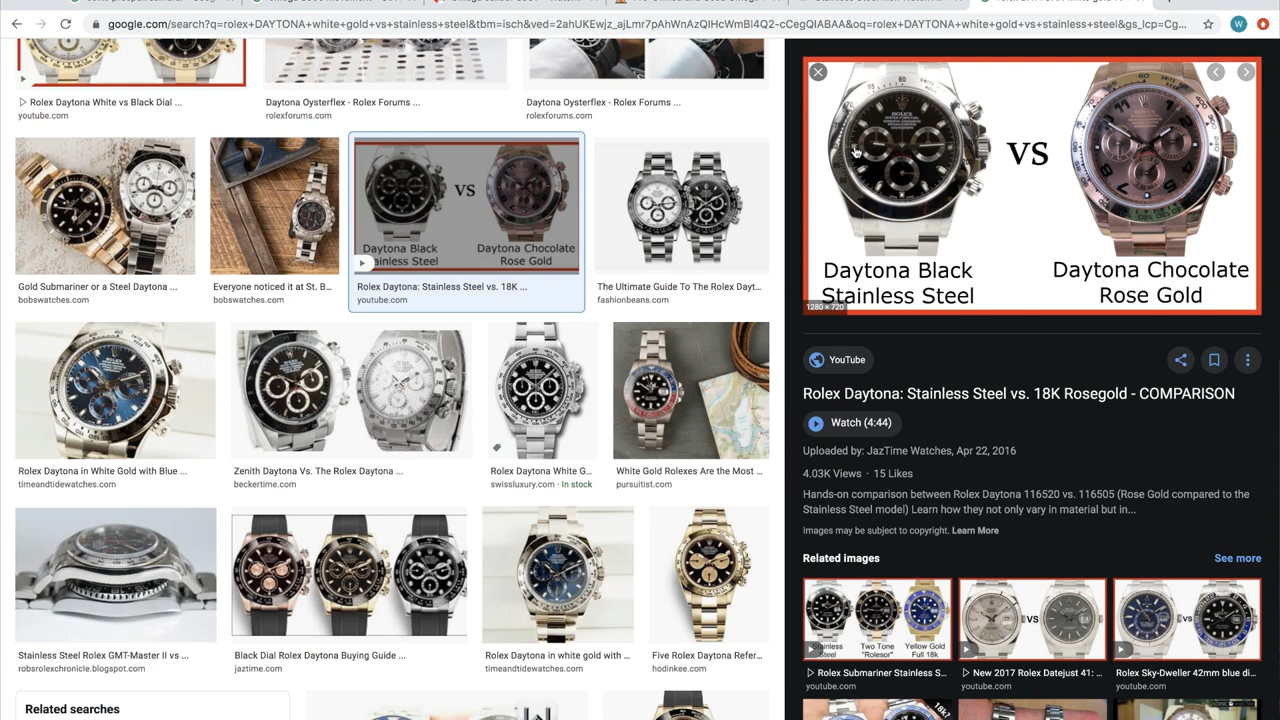 google.com/search?q=rolex+DAYTONA+white+gold+vs+stainless+steel&tbm=isch&ved=2ahUKEwjz_ajLmr7pAhWnAzQIHcWmBl4Q2-cCegQIABAA&oq=rolex+DAYTONA+white+gold+vs+stainless+steel&gs_lcp=Cg...
W
Rolex Daytona White vs Black Dial ...
youtube.com
Daytona Oysterflex - Rolex Forums ...
rolexforums.com
Daytona Oysterflex - Rolex Forums ...
rolexforums.com
VS
Daytona Black
Stainless Steel
Daytona Chocolate
Rose Gold
Gold Submariner or a Steel Daytona ...
bobswatches.com
Everyone noticed it at St. B...
bobswatches.com
Rolex Daytona: Stainless Steel vs. 18K ...
youtube.com
The Ultimate Guide To The Rolex Dayt...
fashionbeans.com
Rolex Daytona in White Gold with Blue ...
timeandtidewatches.com
Zenith Daytona Vs. The Rolex Daytona ...
beckertime.com
Rolex Daytona White G...
swissluxury.com · In stock
White Gold Rolexes Are the Most ...
pursuitist.com
Stainless Steel Rolex GMT-Master II vs ...
robsrolexchronicle.blogspot.com
Black Dial Rolex Daytona Buying Guide ...
jaztime.com
Rolex Daytona in white gold with ...
timeandtidewatches.com
Five Rolex Daytona Refer...
hodinkee.com
Related searches
VS
Daytona Black
Stainless Steel
Daytona Chocolate
Rose Gold
1280 × 720
YouTube
Rolex Daytona: Stainless Steel vs. 18K Rosegold - COMPARISON
Watch (4:44)
Uploaded by: JazTime Watches, Apr 22, 2016
4.03K Views · 15 Likes
Hands-on comparison between Rolex Daytona 116520 vs. 116505 (Rose Gold compared to the
Stainless Steel model) Learn how they not only vary in material but in...
Images may be subject to copyright. Learn More
Related images
See more
Stainless
Steel
Two Tone
"Rolesor"
Yellow Gold
Full 18k
VS
VS
Rolex Submariner Stainless S...
youtube.com
New 2017 Rolex Datejust 41: ...
youtube.com
Rolex Sky-Dweller 42mm blue di...
youtube.com